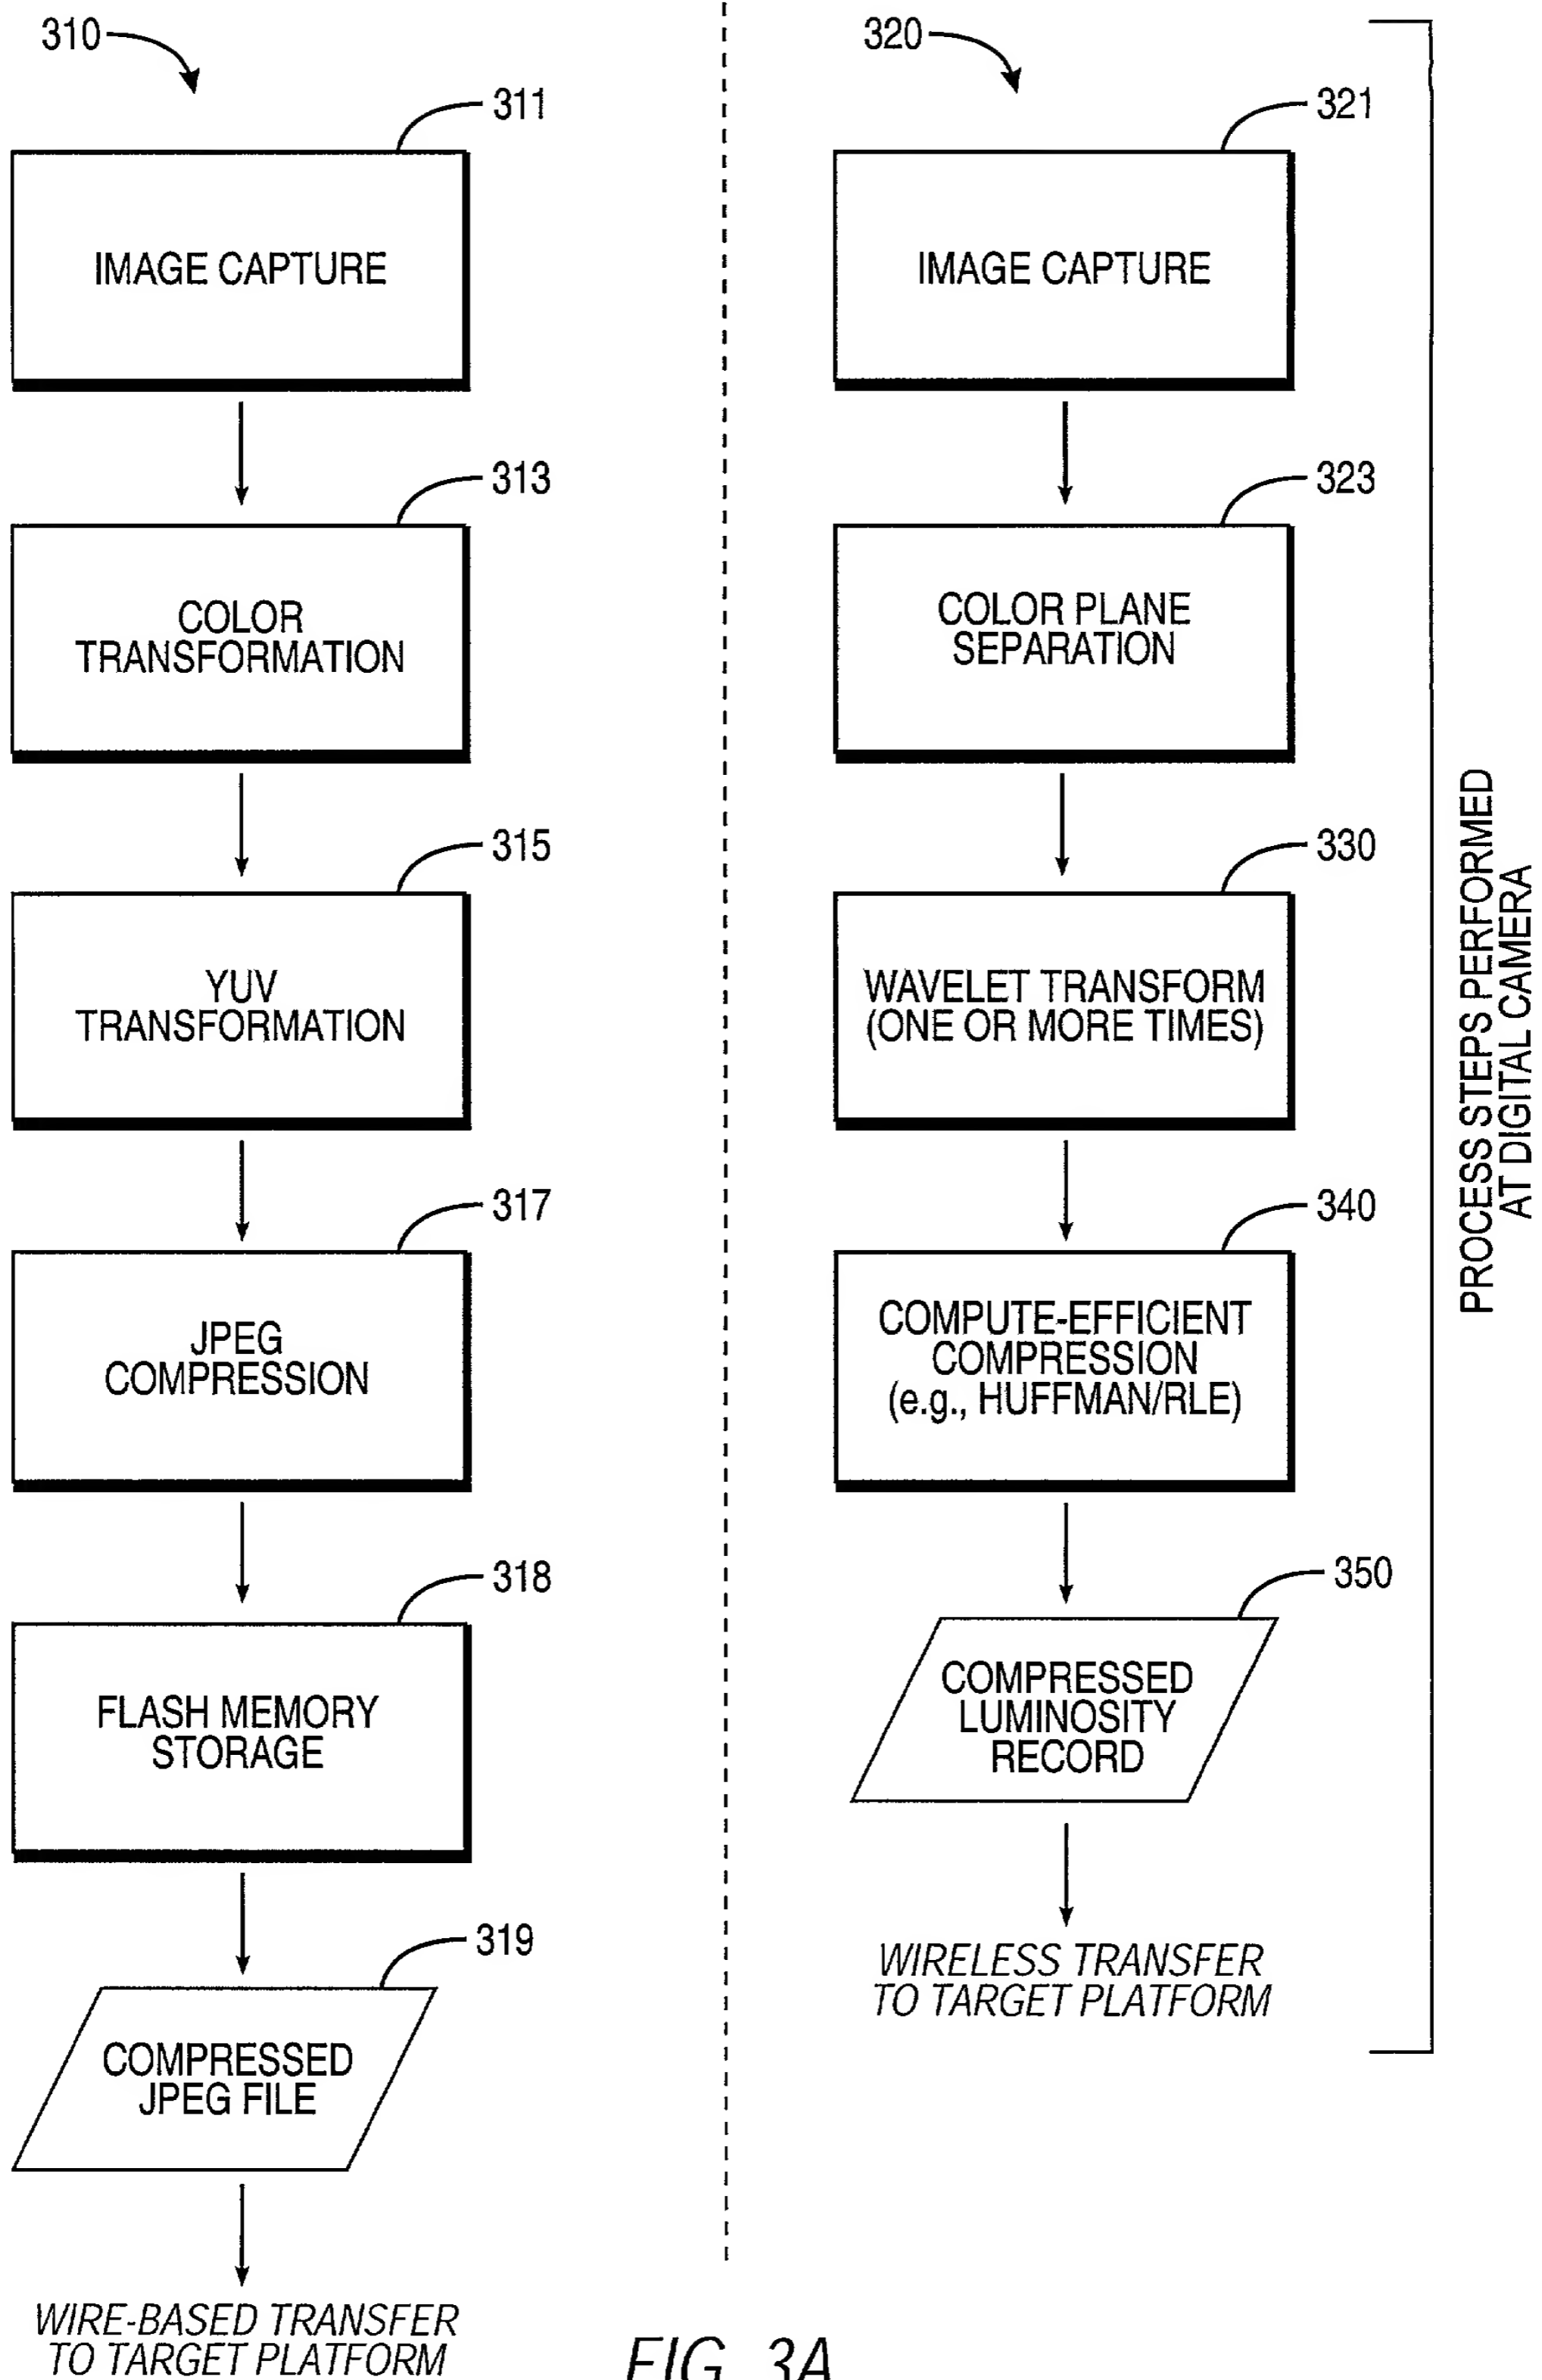 310
311
IMAGE CAPTURE
313
COLOR
TRANSFORMATION
315
YUV
TRANSFORMATION
317
JPEG
COMPRESSION
318
FLASH MEMORY
STORAGE
319
COMPRESSED
JPEG FILE
WIRE-BASED TRANSFER
TO TARGET PLATFORM
320
321
IMAGE CAPTURE
323
COLOR PLANE
SEPARATION
330
WAVELET TRANSFORM
(ONE OR MORE TIMES)
340
COMPUTE-EFFICIENT
COMPRESSION
(e.g., HUFFMAN/RLE)
350
COMPRESSED
LUMINOSITY
RECORD
WIRELESS TRANSFER
TO TARGET PLATFORM
PROCESS STEPS PERFORMED
AT DIGITAL CAMERA
FIG. 3A